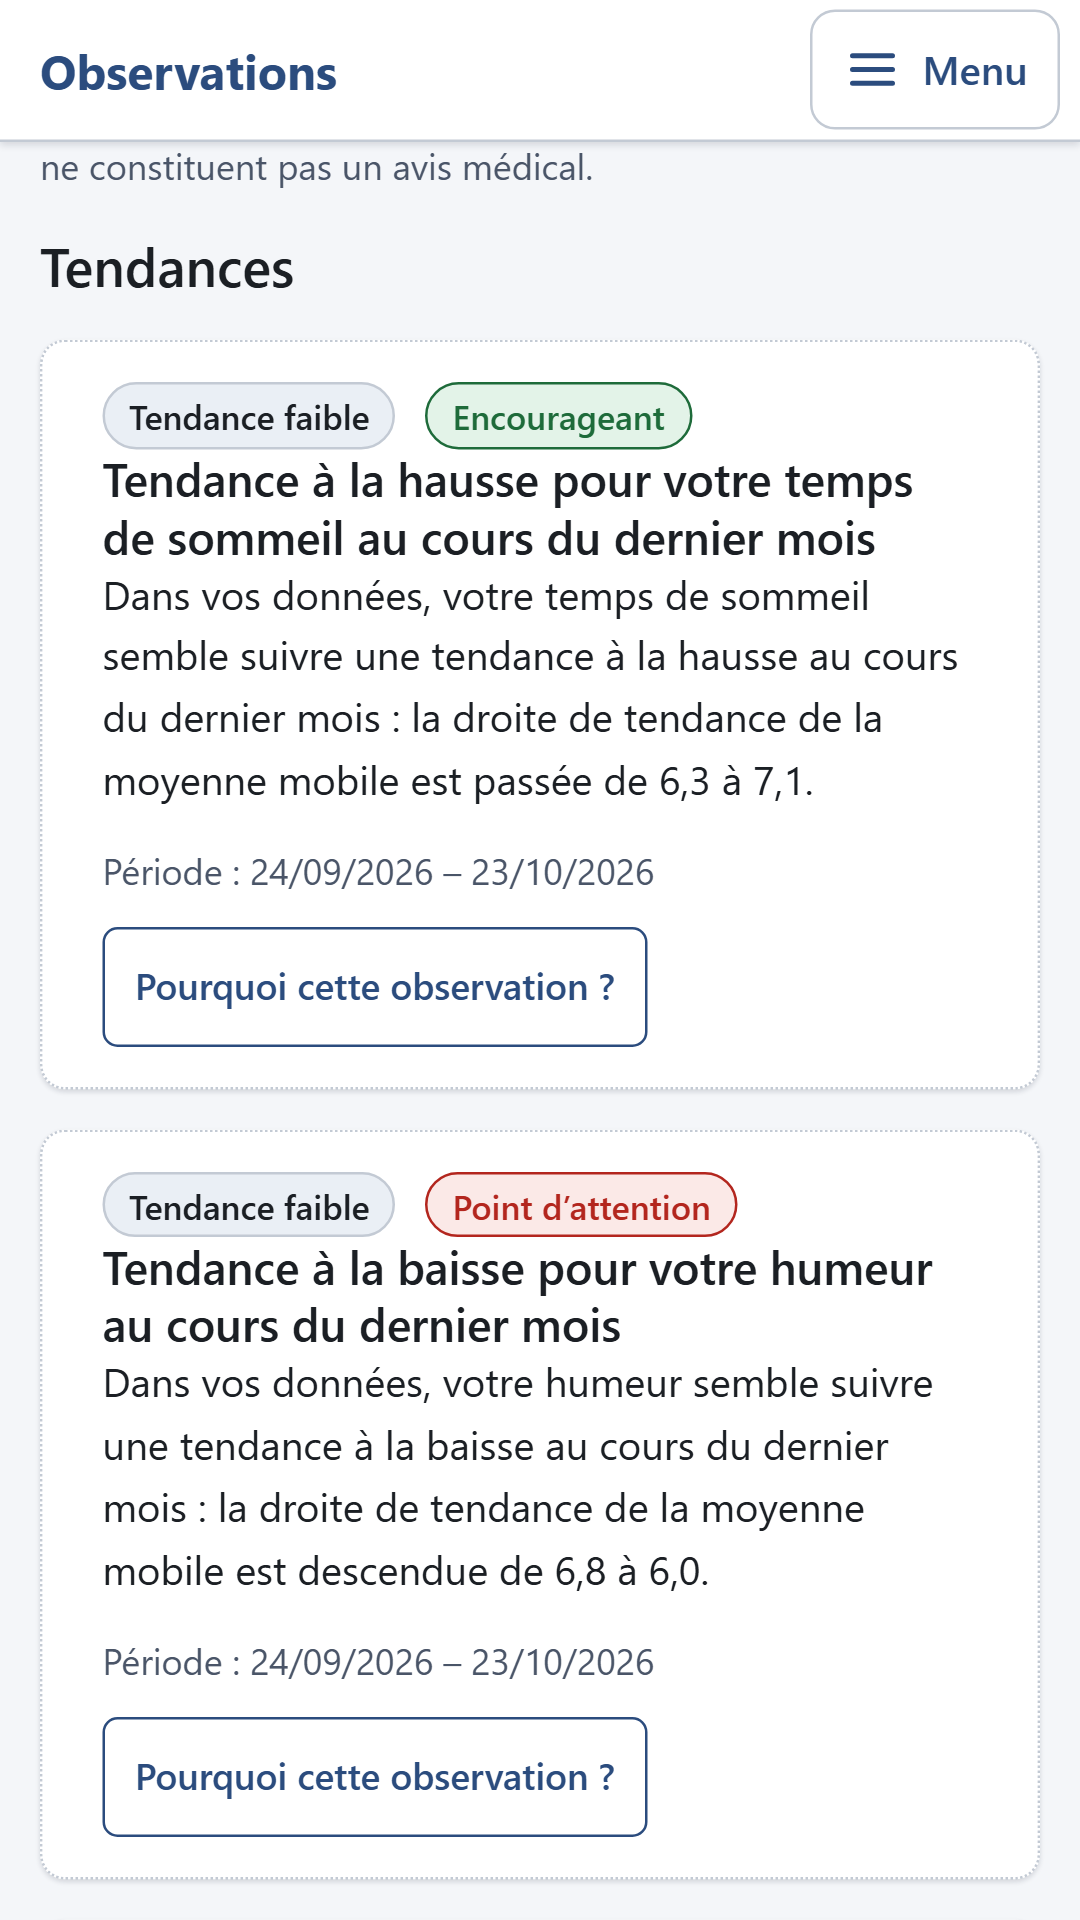 Observations
Menu
ne constituent pas un avis médical.
Tendances
Tendance faible
Encourageant
Tendance à la hausse pour votre temps
de sommeil au cours du dernier mois
Dans vos données, votre temps de sommeil
semble suivre une tendance à la hausse au cours
du dernier mois : la droite de tendance de la
moyenne mobile est passée de 6,3 à 7,1.
Période : 24/09/2026 – 23/10/2026
Pourquoi cette observation ?
Tendance faible
Point d’attention
Tendance à la baisse pour votre humeur
au cours du dernier mois
Dans vos données, votre humeur semble suivre
une tendance à la baisse au cours du dernier
mois : la droite de tendance de la moyenne
mobile est descendue de 6,8 à 6,0.
Période : 24/09/2026 – 23/10/2026
Pourquoi cette observation ?